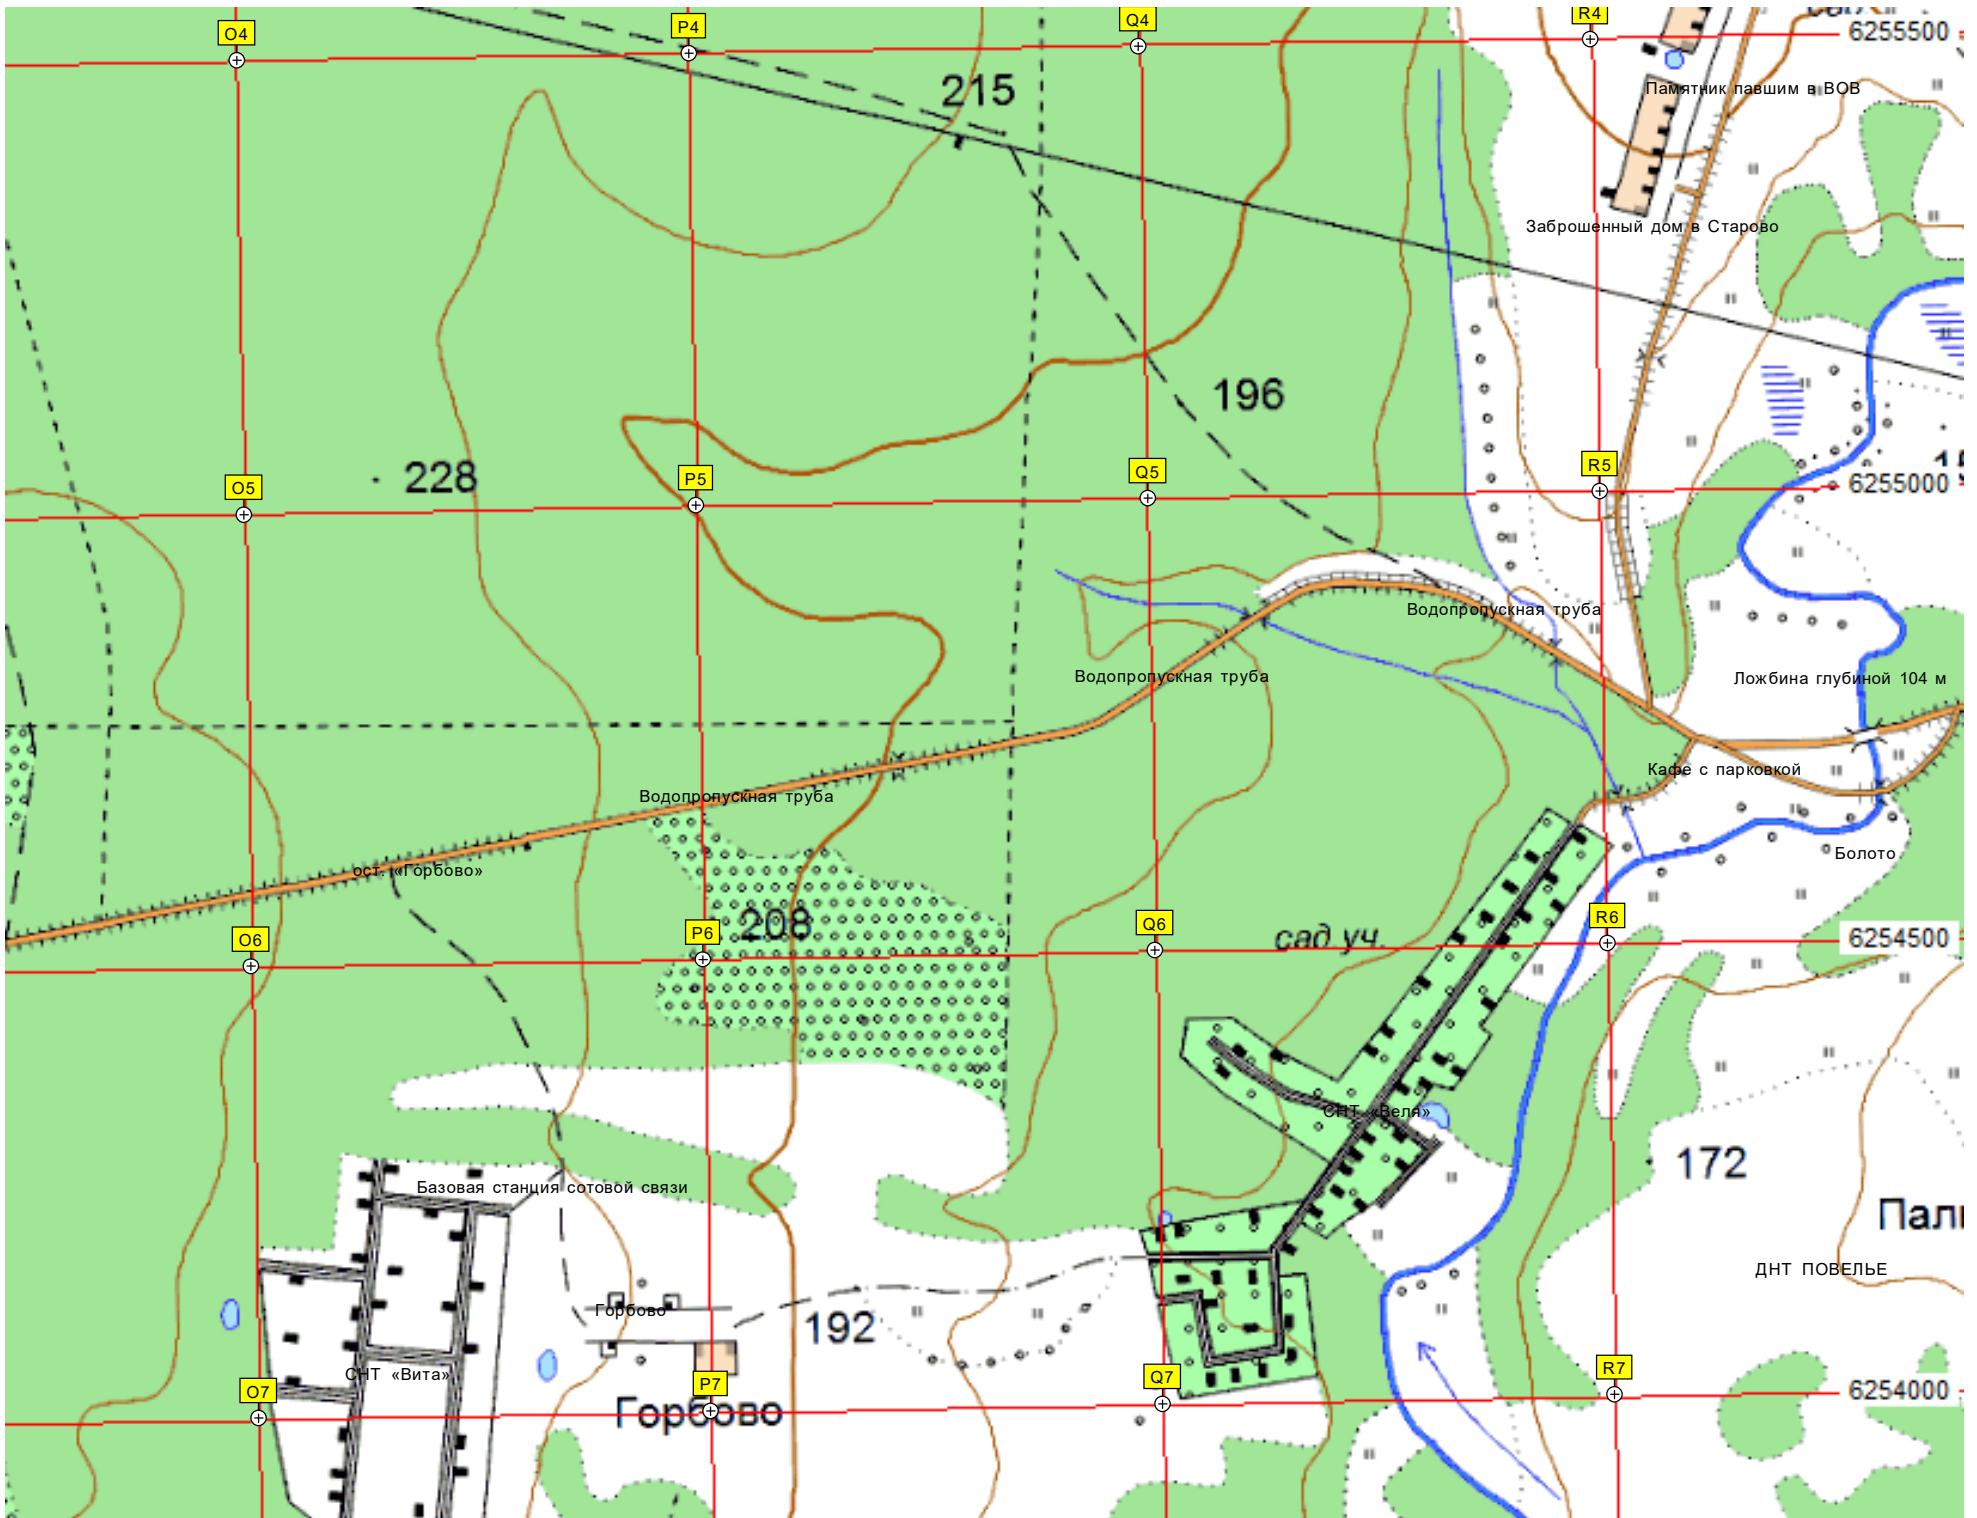 O4
P4
Q4
R4
6255500
215
Памятник павшим в ВОВ
Заброшенный дом в Старово
196
228
O5
P5
Q5
R5
6255000
Водопропускная труба
Водопропускная труба
Ложбина глубиной 104 м
Кафе с парковкой
Водопропускная труба
ост. «Горбово»
Болото
208
O6
P6
Q6
R6
сад.уч.
6254500
СНТ «Веля»
172
Базовая станция сотовой связи
ДНТ ПОВЕЛЬЕ
Горбово
192
СНТ «Вита»
O7
P7
Q7
R7
6254000
Горбово